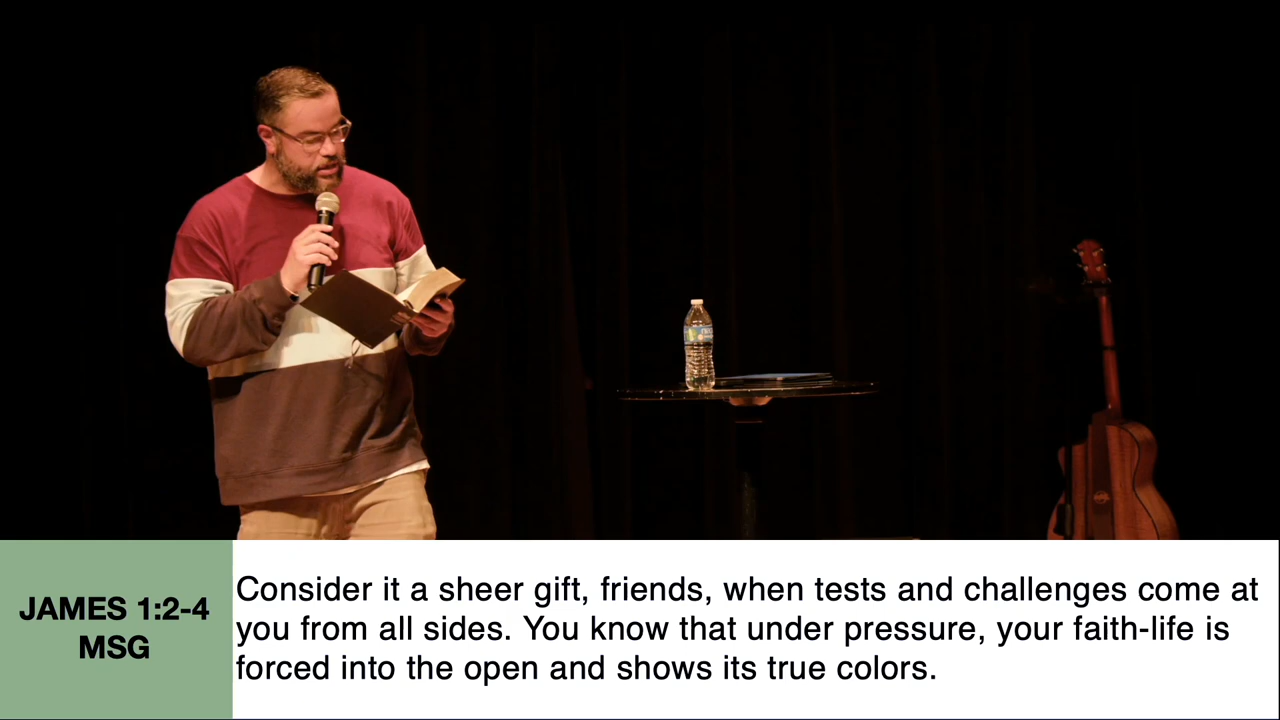 JAMES 1:2-4
MSG
Consider it a sheer gift, friends, when tests and challenges come at
you from all sides. You know that under pressure, your faith-life is
forced into the open and shows its true colors.